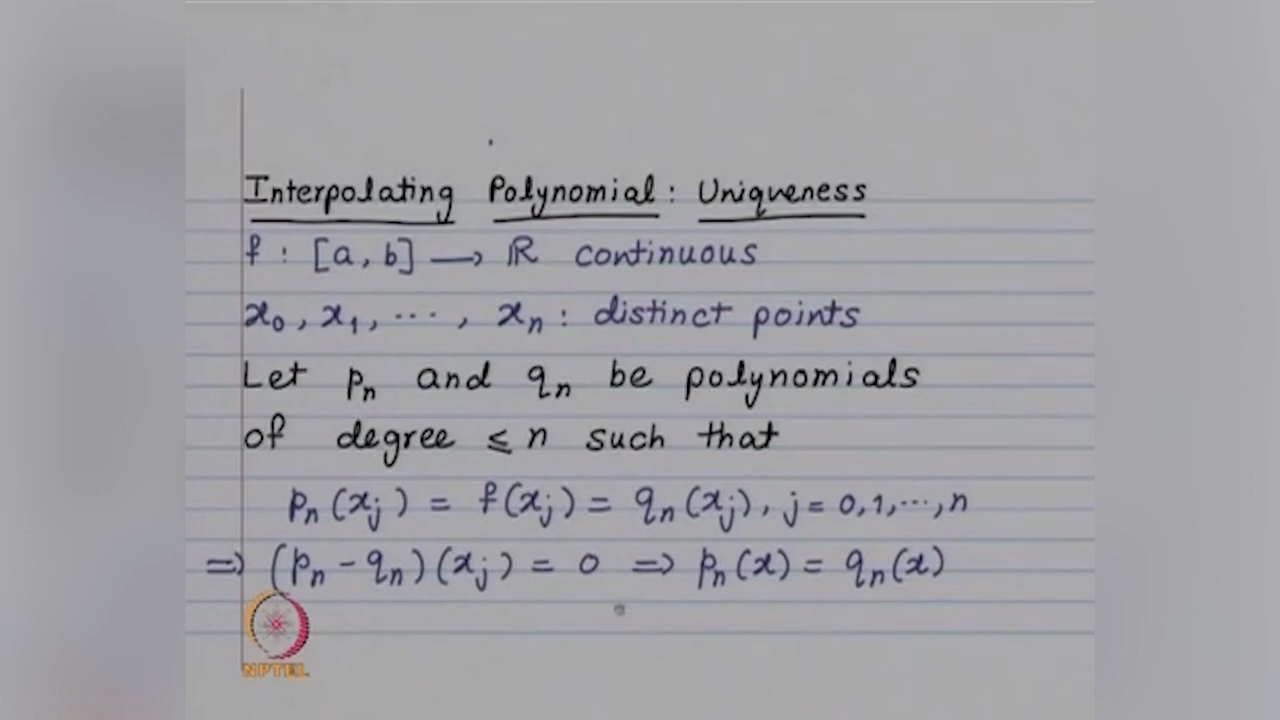 Interpolating Polynomial: Uniqueness
f : [a, b] ⟶ ℝ continuous
x₀, x₁, ⋯, xₙ : distinct points
Let pₙ and qₙ be polynomials
of degree ≤ n such that
pₙ(xⱼ) = f(xⱼ) = qₙ(xⱼ), j = 0,1,⋯,n
⇒ (pₙ - qₙ)(xⱼ) = 0 ⇒ pₙ(x) = qₙ(x)
NPTEL